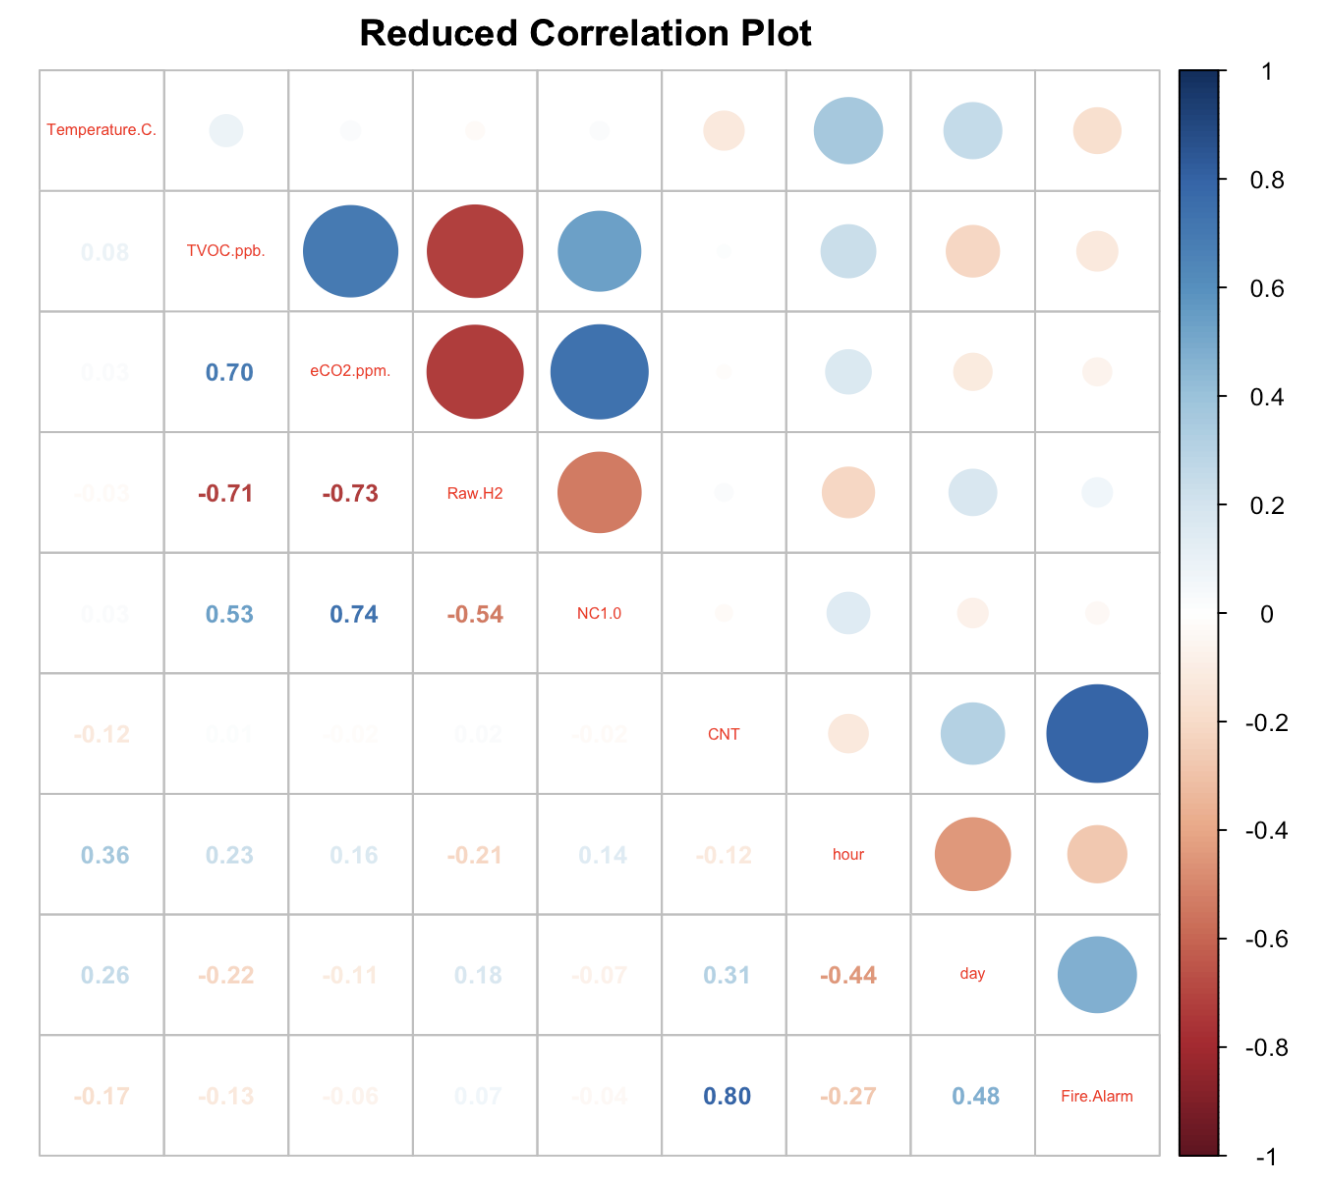 Reduced Correlation Plot
Temperature.C.
0.08 TVOC.ppb.
0.03 0.70 eCO2.ppm.
-0.03 -0.71 -0.73 Raw.H2
0.03 0.53 0.74 -0.54 NC1.0
-0.12 0.01 -0.02 0.02 -0.02 CNT
0.36 0.23 0.16 -0.21 0.14 -0.12 hour
0.26 -0.22 -0.11 0.18 -0.07 0.31 -0.44 day
-0.17 -0.13 -0.06 0.07 -0.04 0.80 -0.27 0.48 Fire.Alarm
1
0.8
0.6
0.4
0.2
0
-0.2
-0.4
-0.6
-0.8
-1